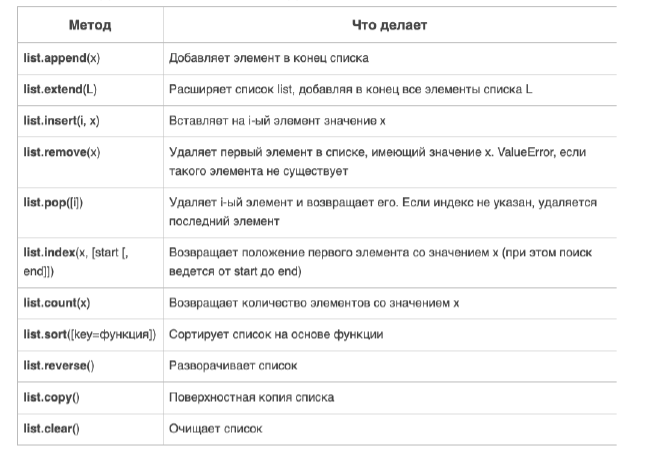 Метод Что делает
list.append(x) Добавляет элемент в конец списка
list.extend(L) Расширяет список list, добавляя в конец все элементы списка L
list.insert(i, x) Вставляет на i-ый элемент значение x
list.remove(x) Удаляет первый элемент в списке, имеющий значение x. ValueError, если
такого элемента не существует
list.pop([i]) Удаляет i-ый элемент и возвращает его. Если индекс не указан, удаляется
последний элемент
list.index(x, [start [, Возвращает положение первого элемента со значением x (при этом поиск
end]]) ведется от start до end)
list.count(x) Возвращает количество элементов со значением x
list.sort([key=функция]) Сортирует список на основе функции
list.reverse() Разворачивает список
list.copy() Поверхностная копия списка
list.clear() Очищает список